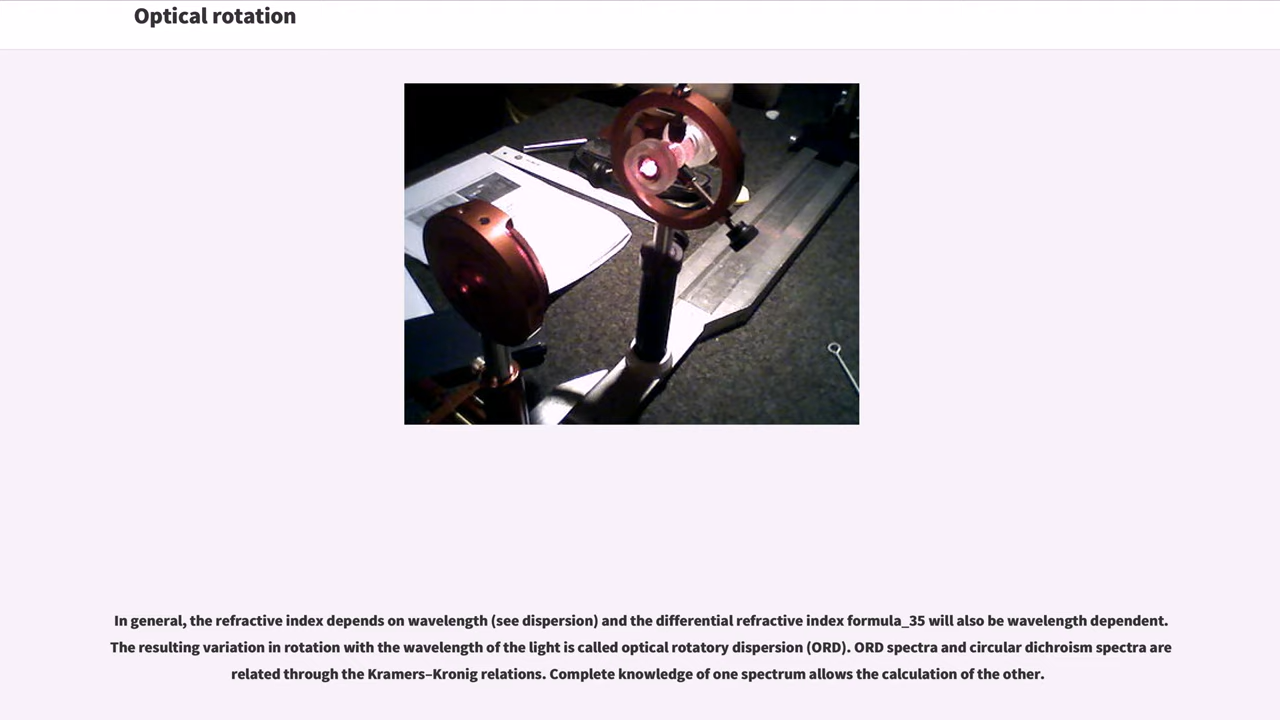 Optical rotation
In general, the refractive index depends on wavelength (see dispersion) and the differential refractive index formula_35 will also be wavelength dependent.
The resulting variation in rotation with the wavelength of the light is called optical rotatory dispersion (ORD). ORD spectra and circular dichroism spectra are
related through the Kramers–Kronig relations. Complete knowledge of one spectrum allows the calculation of the other.